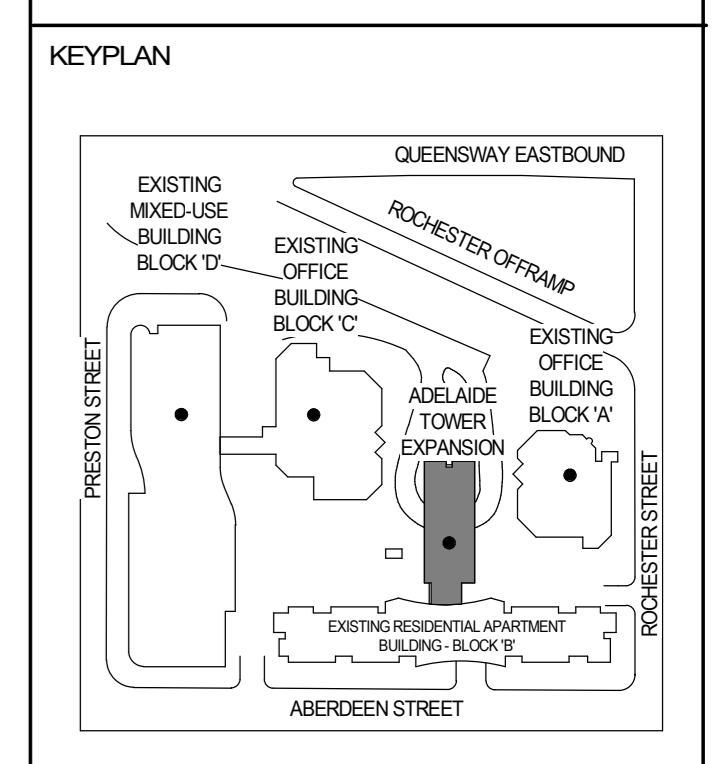 KEYPLAN
QUEENSWAY EASTBOUND
EXISTING
MIXED-USE
BUILDING
BLOCK 'D'
ROCHESTER OFFRAMP
EXISTING
OFFICE
BUILDING
BLOCK 'C'
EXISTING
OFFICE
BUILDING
BLOCK 'A'
ADELAIDE
TOWER
EXPANSION
PRESTON STREET
ROCHESTER STREET
EXISTING RESIDENTIAL APARTMENT
BUILDING - BLOCK 'B'
ABERDEEN STREET